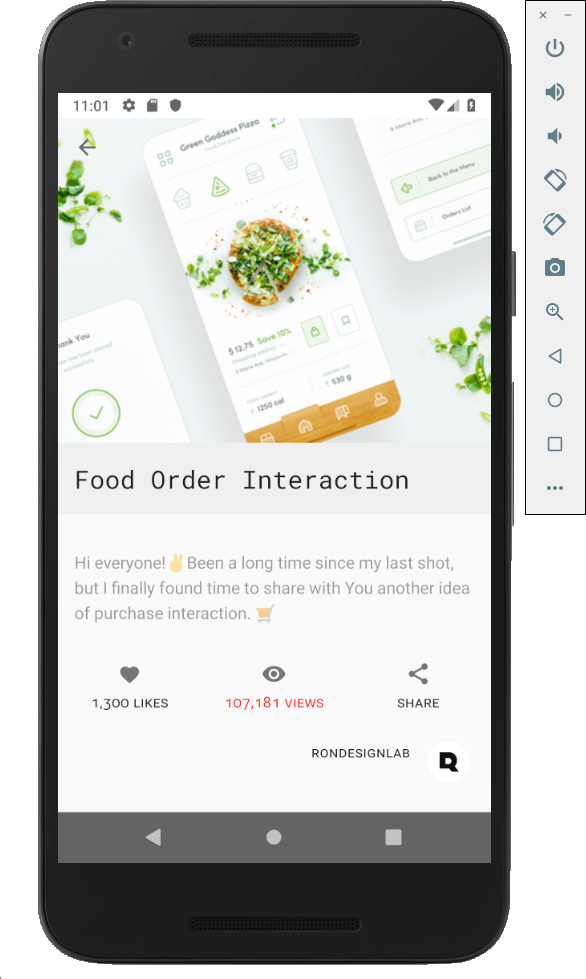 11:01
Green Goddess Pizza
Back to the Menu
Orders List
hank You
$ 12.75 Save 10%
Shipping address
1250 cal
530 g
Food Order Interaction
Hi everyone!✌Been a long time since my last shot,
but I finally found time to share with You another idea
of purchase interaction. 🛒
1,300 LIKES
107,181 VIEWS
SHARE
RONDESIGNLAB